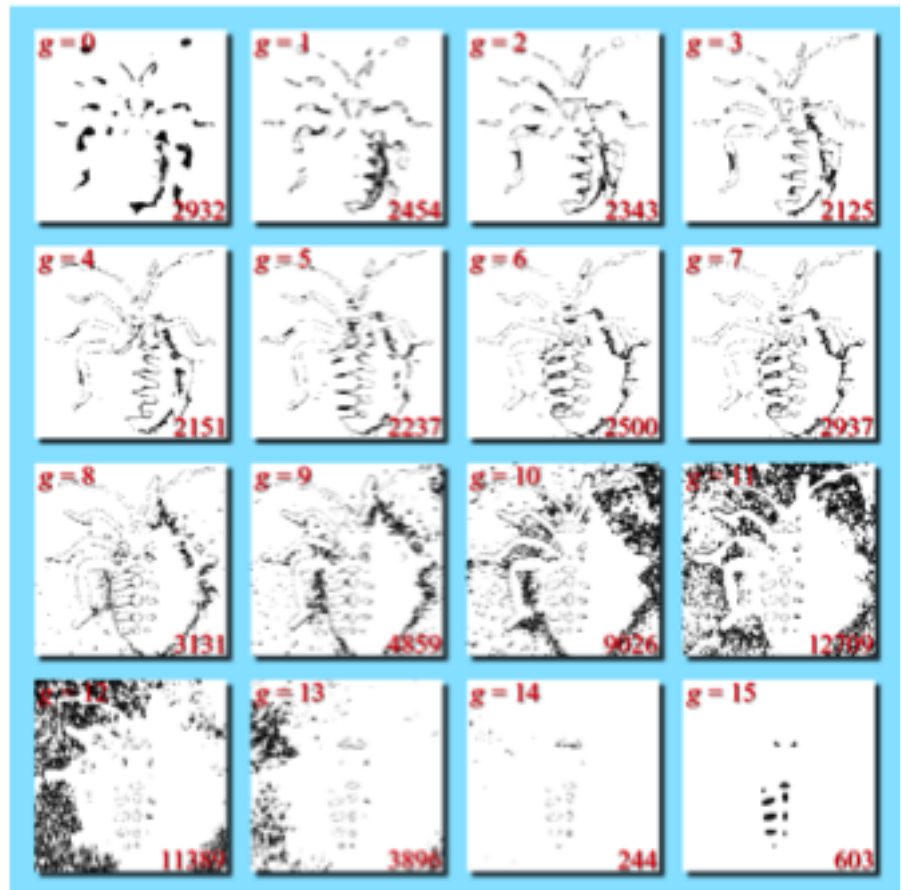 g = 0
2932
g = 1
2454
g = 2
2343
g = 3
2125
g = 4
2151
g = 5
2237
g = 6
2500
g = 7
2937
g = 8
3131
g = 9
4859
g = 10
9026
g = 11
12709
g = 12
11389
g = 13
3896
g = 14
244
g = 15
603